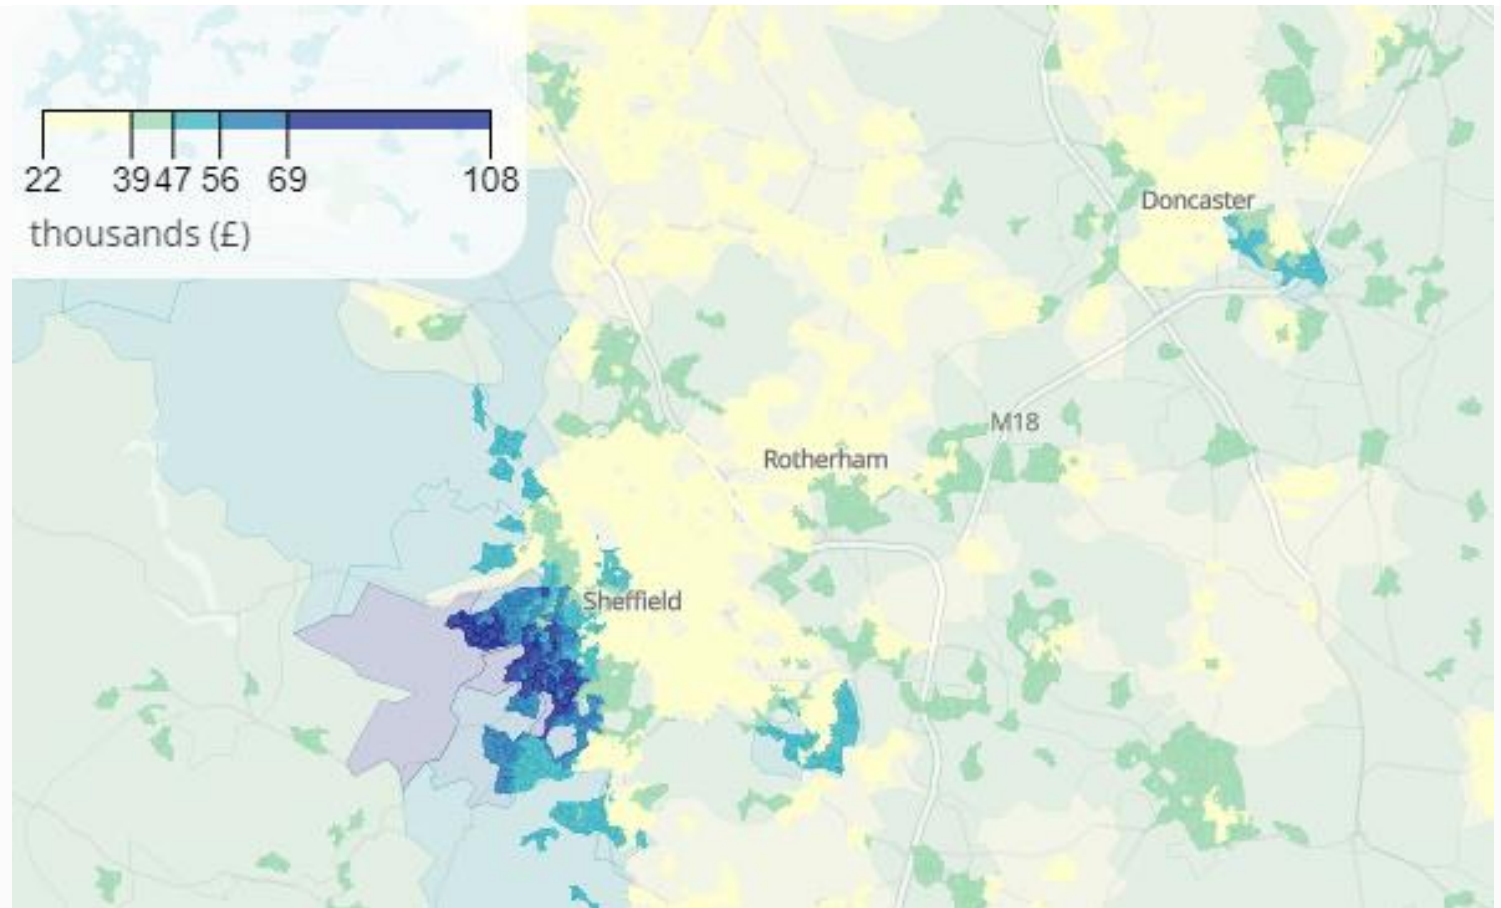 22 39 47 56 69 108
thousands (£)
Doncaster
M18
Rotherham
Sheffield